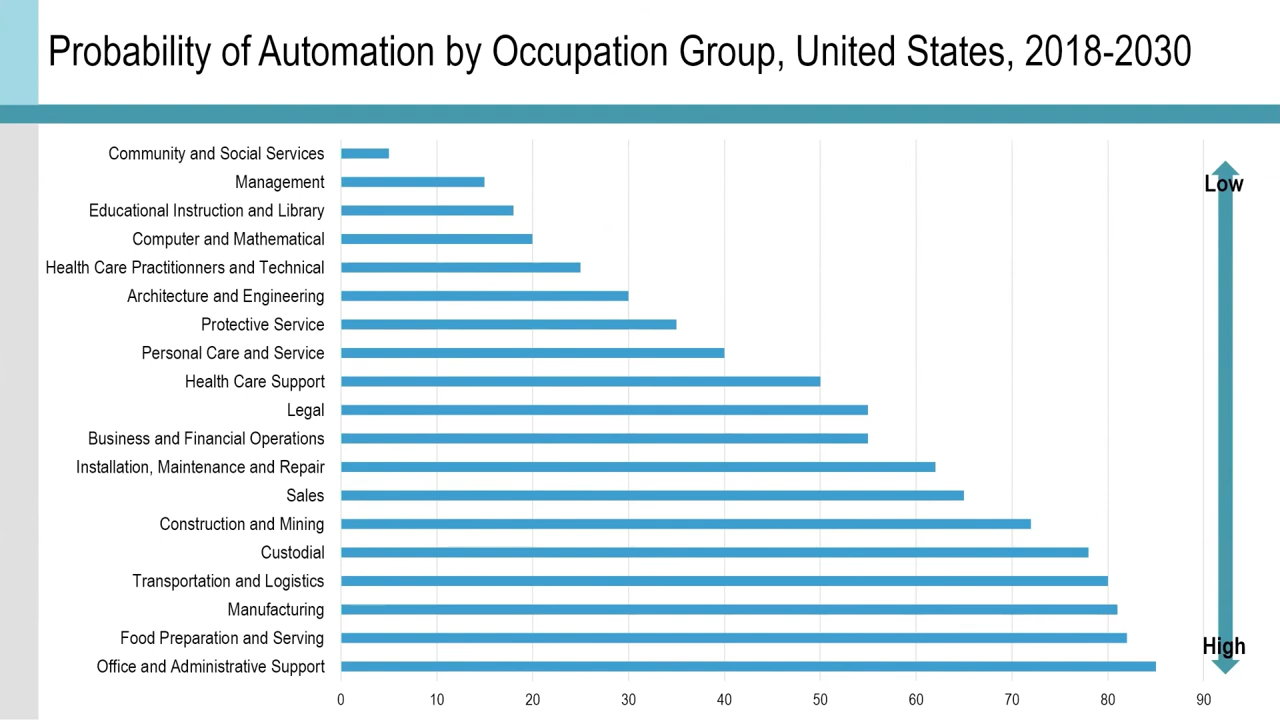 Probability of Automation by Occupation Group, United States, 2018-2030
Community and Social Services
Low
Management
Educational Instruction and Library
Computer and Mathematical
Health Care Practitionners and Technical
Architecture and Engineering
Protective Service
Personal Care and Service
Health Care Support
Legal
Business and Financial Operations
Installation, Maintenance and Repair
Sales
Construction and Mining
Custodial
Transportation and Logistics
Manufacturing
Food Preparation and Serving
High
Office and Administrative Support
0 10 20 30 40 50 60 70 80 90